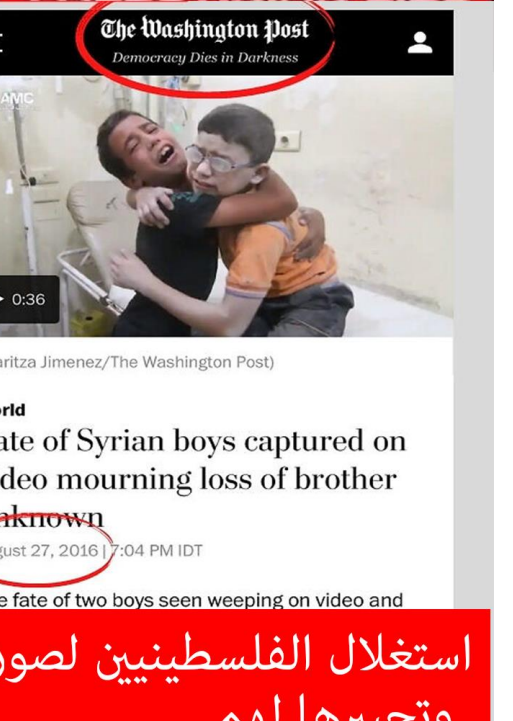 The Washington Post
Democracy Dies in Darkness
AMC
0:36
aritza Jimenez/The Washington Post)
orld
ate of Syrian boys captured on
deo mourning loss of brother
nknown
gust 27, 2016 | 7:04 PM IDT
e fate of two boys seen weeping on video and
استغلال الفلسطينيين لصور